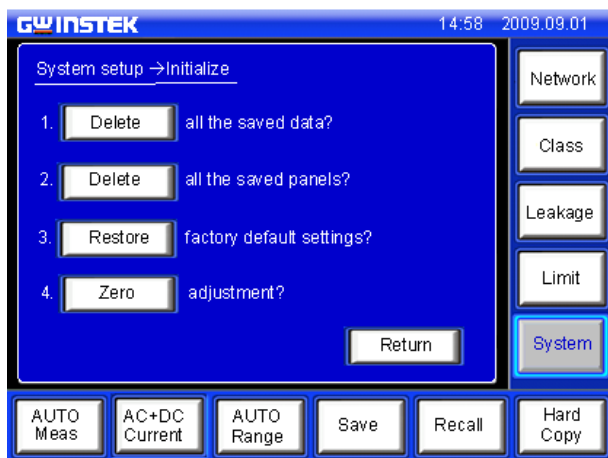 GWINSTEK 14:58 2009.09.01
System setup →Initialize
1. Delete all the saved data?
2. Delete all the saved panels?
3. Restore factory default settings?
4. Zero adjustment?
Return
Network
Class
Leakage
Limit
System
AUTO
Meas
AC+DC
Current
AUTO
Range
Save
Recall
Hard
Copy